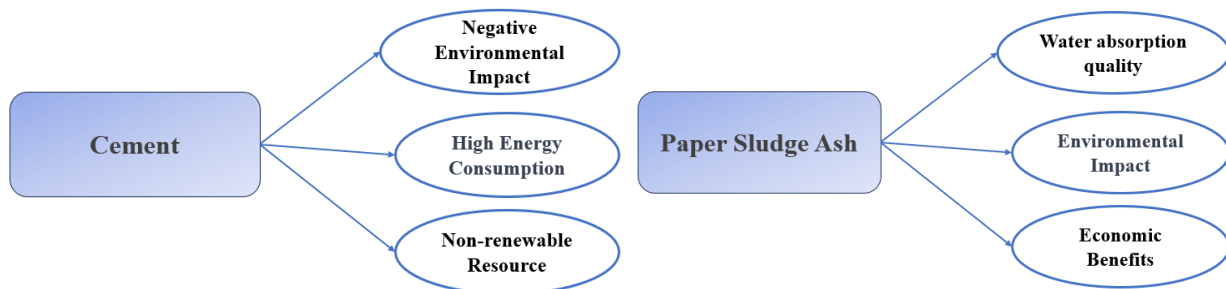 Cement
Negative
Environmental
Impact
High Energy
Consumption
Non-renewable
Resource
Paper Sludge Ash
Water absorption
quality
Environmental
Impact
Economic
Benefits